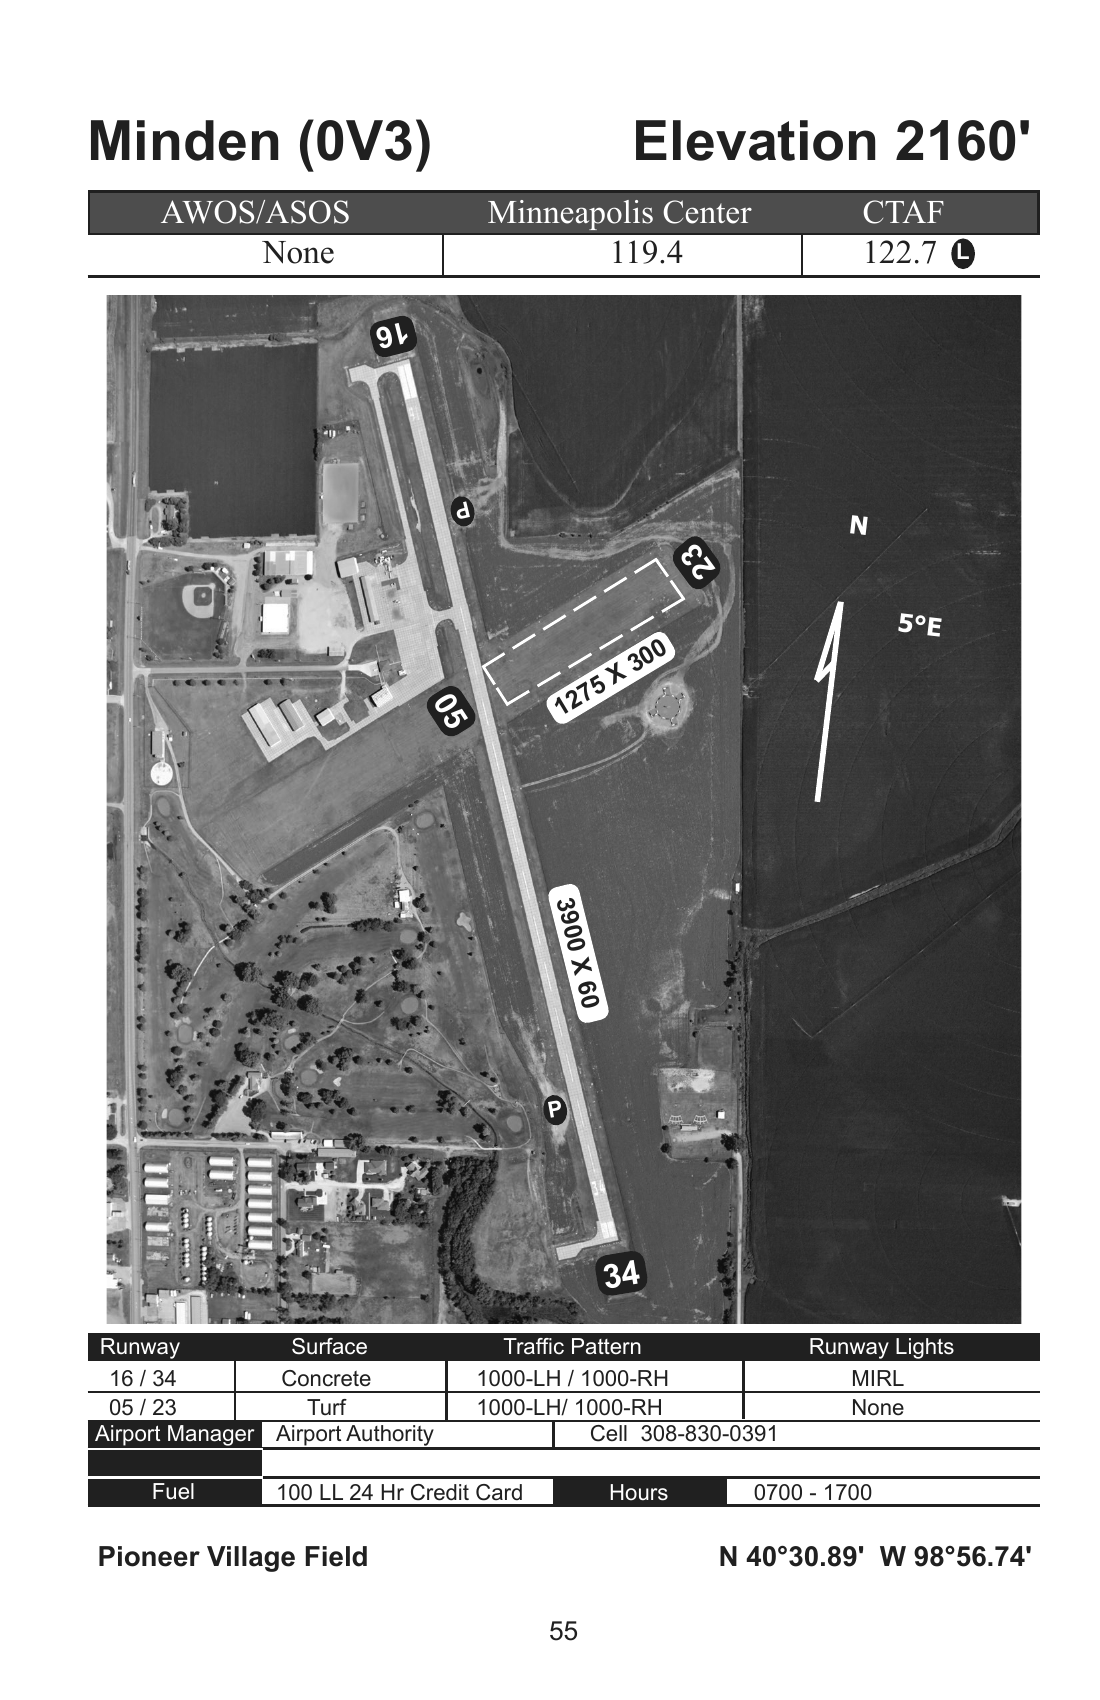 Minden (0V3) Elevation 2160'
AWOS/ASOS Minneapolis Center CTAF
None 119.4 122.7 L
16
P
N
23
5°E
1275 X 300
05
3900 X 60
P
34
Runway Surface Traffic Pattern Runway Lights
16 / 34 Concrete 1000-LH / 1000-RH MIRL
05 / 23 Turf 1000-LH/ 1000-RH None
Airport Manager Airport Authority Cell 308-830-0391
Fuel 100 LL 24 Hr Credit Card Hours 0700 - 1700
Pioneer Village Field N 40°30.89' W 98°56.74'
55